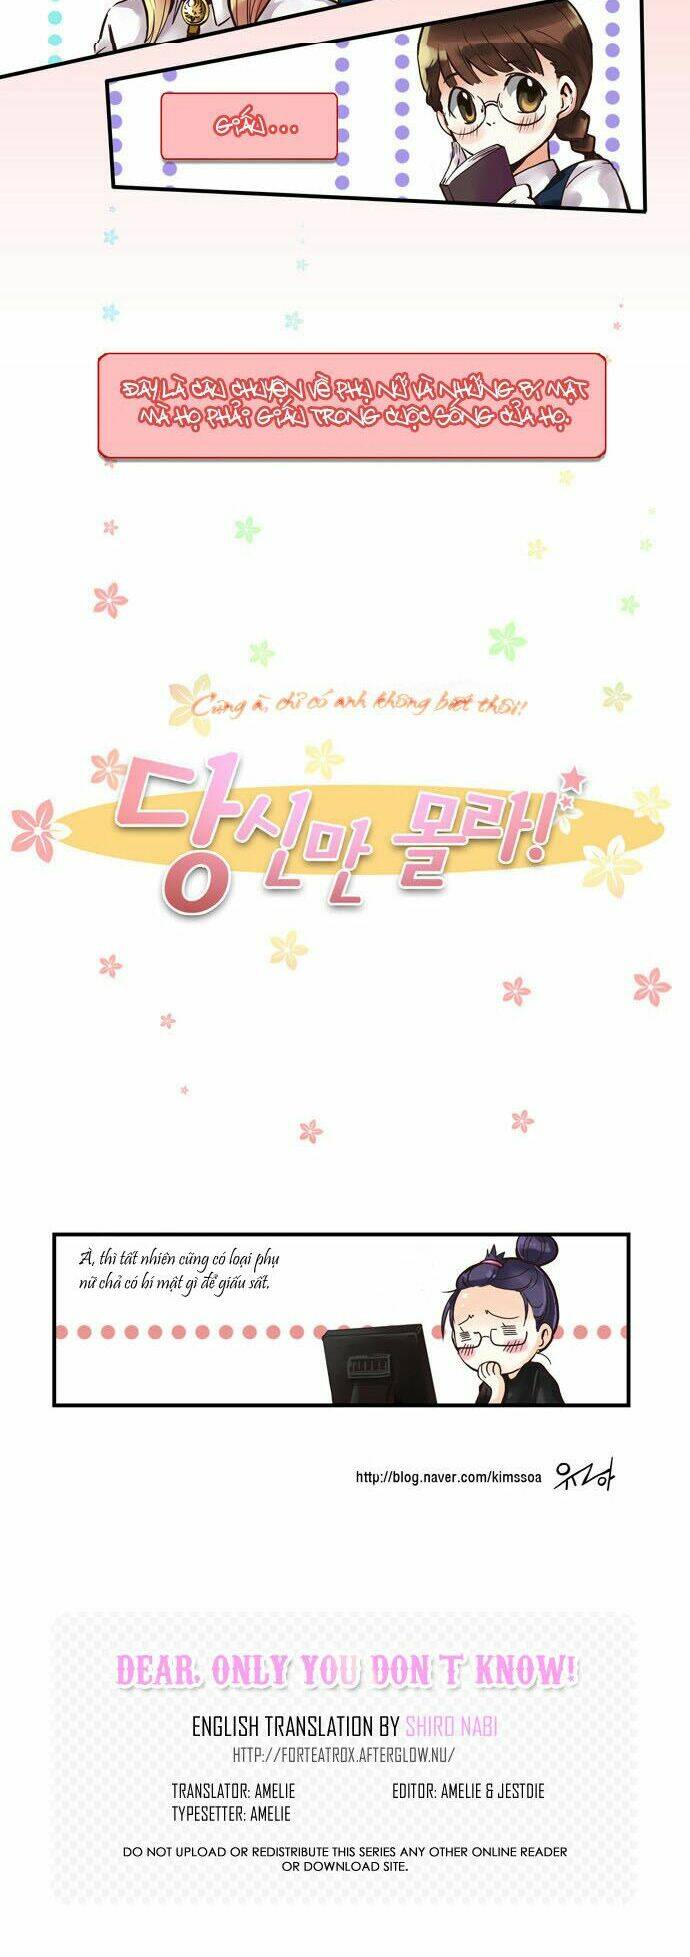 GIẤU...
ĐÂY LÀ CÂU CHUYỆN VỀ PHỤ NỮ VÀ NHỮNG BÍ MẬT
MÀ HỌ PHẢI GIẤU TRONG CUỘC SỐNG CỦA HỌ.
Cưng à, chỉ có anh không biết thôi!
당신만 몰라!
À, thì tất nhiên cũng có loại phụ
nữ chả có bí mật gì để giấu sất.
http://blog.naver.com/kimssoa
DEAR, ONLY YOU DON'T KNOW!
ENGLISH TRANSLATION BY SHIRO NABI
HTTP://FORTEATROX.AFTERGLOW.NU/
TRANSLATOR: AMELIE EDITOR: AMELIE & JESTDIE
TYPESETTER: AMELIE
DO NOT UPLOAD OR REDISTRIBUTE THIS SERIES ANY OTHER ONLINE READER
OR DOWNLOAD SITE.